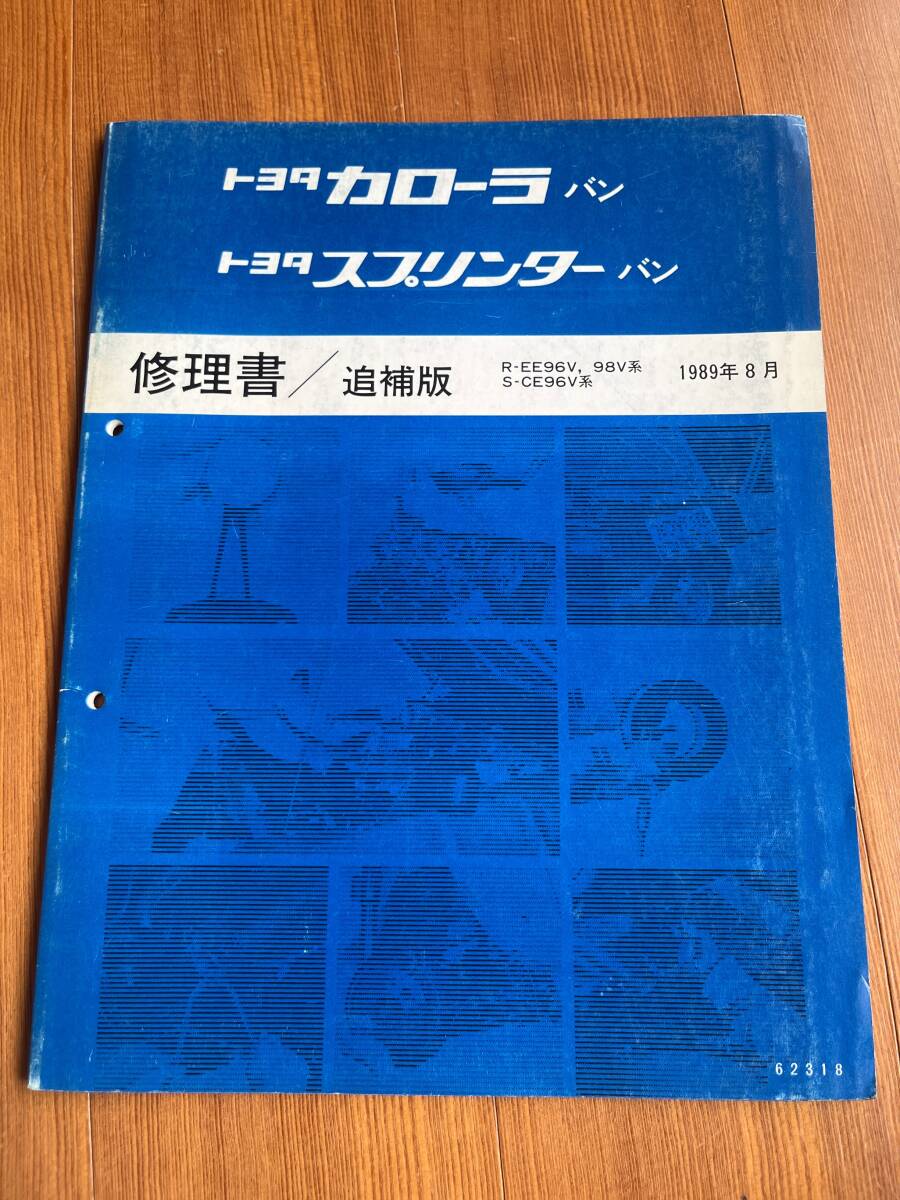 トヨタ カローラ バン
トヨタ スプリンター バン
修理書／追補版
R-EE96V, 98V系
S-CE96V系
1989年8月
62318